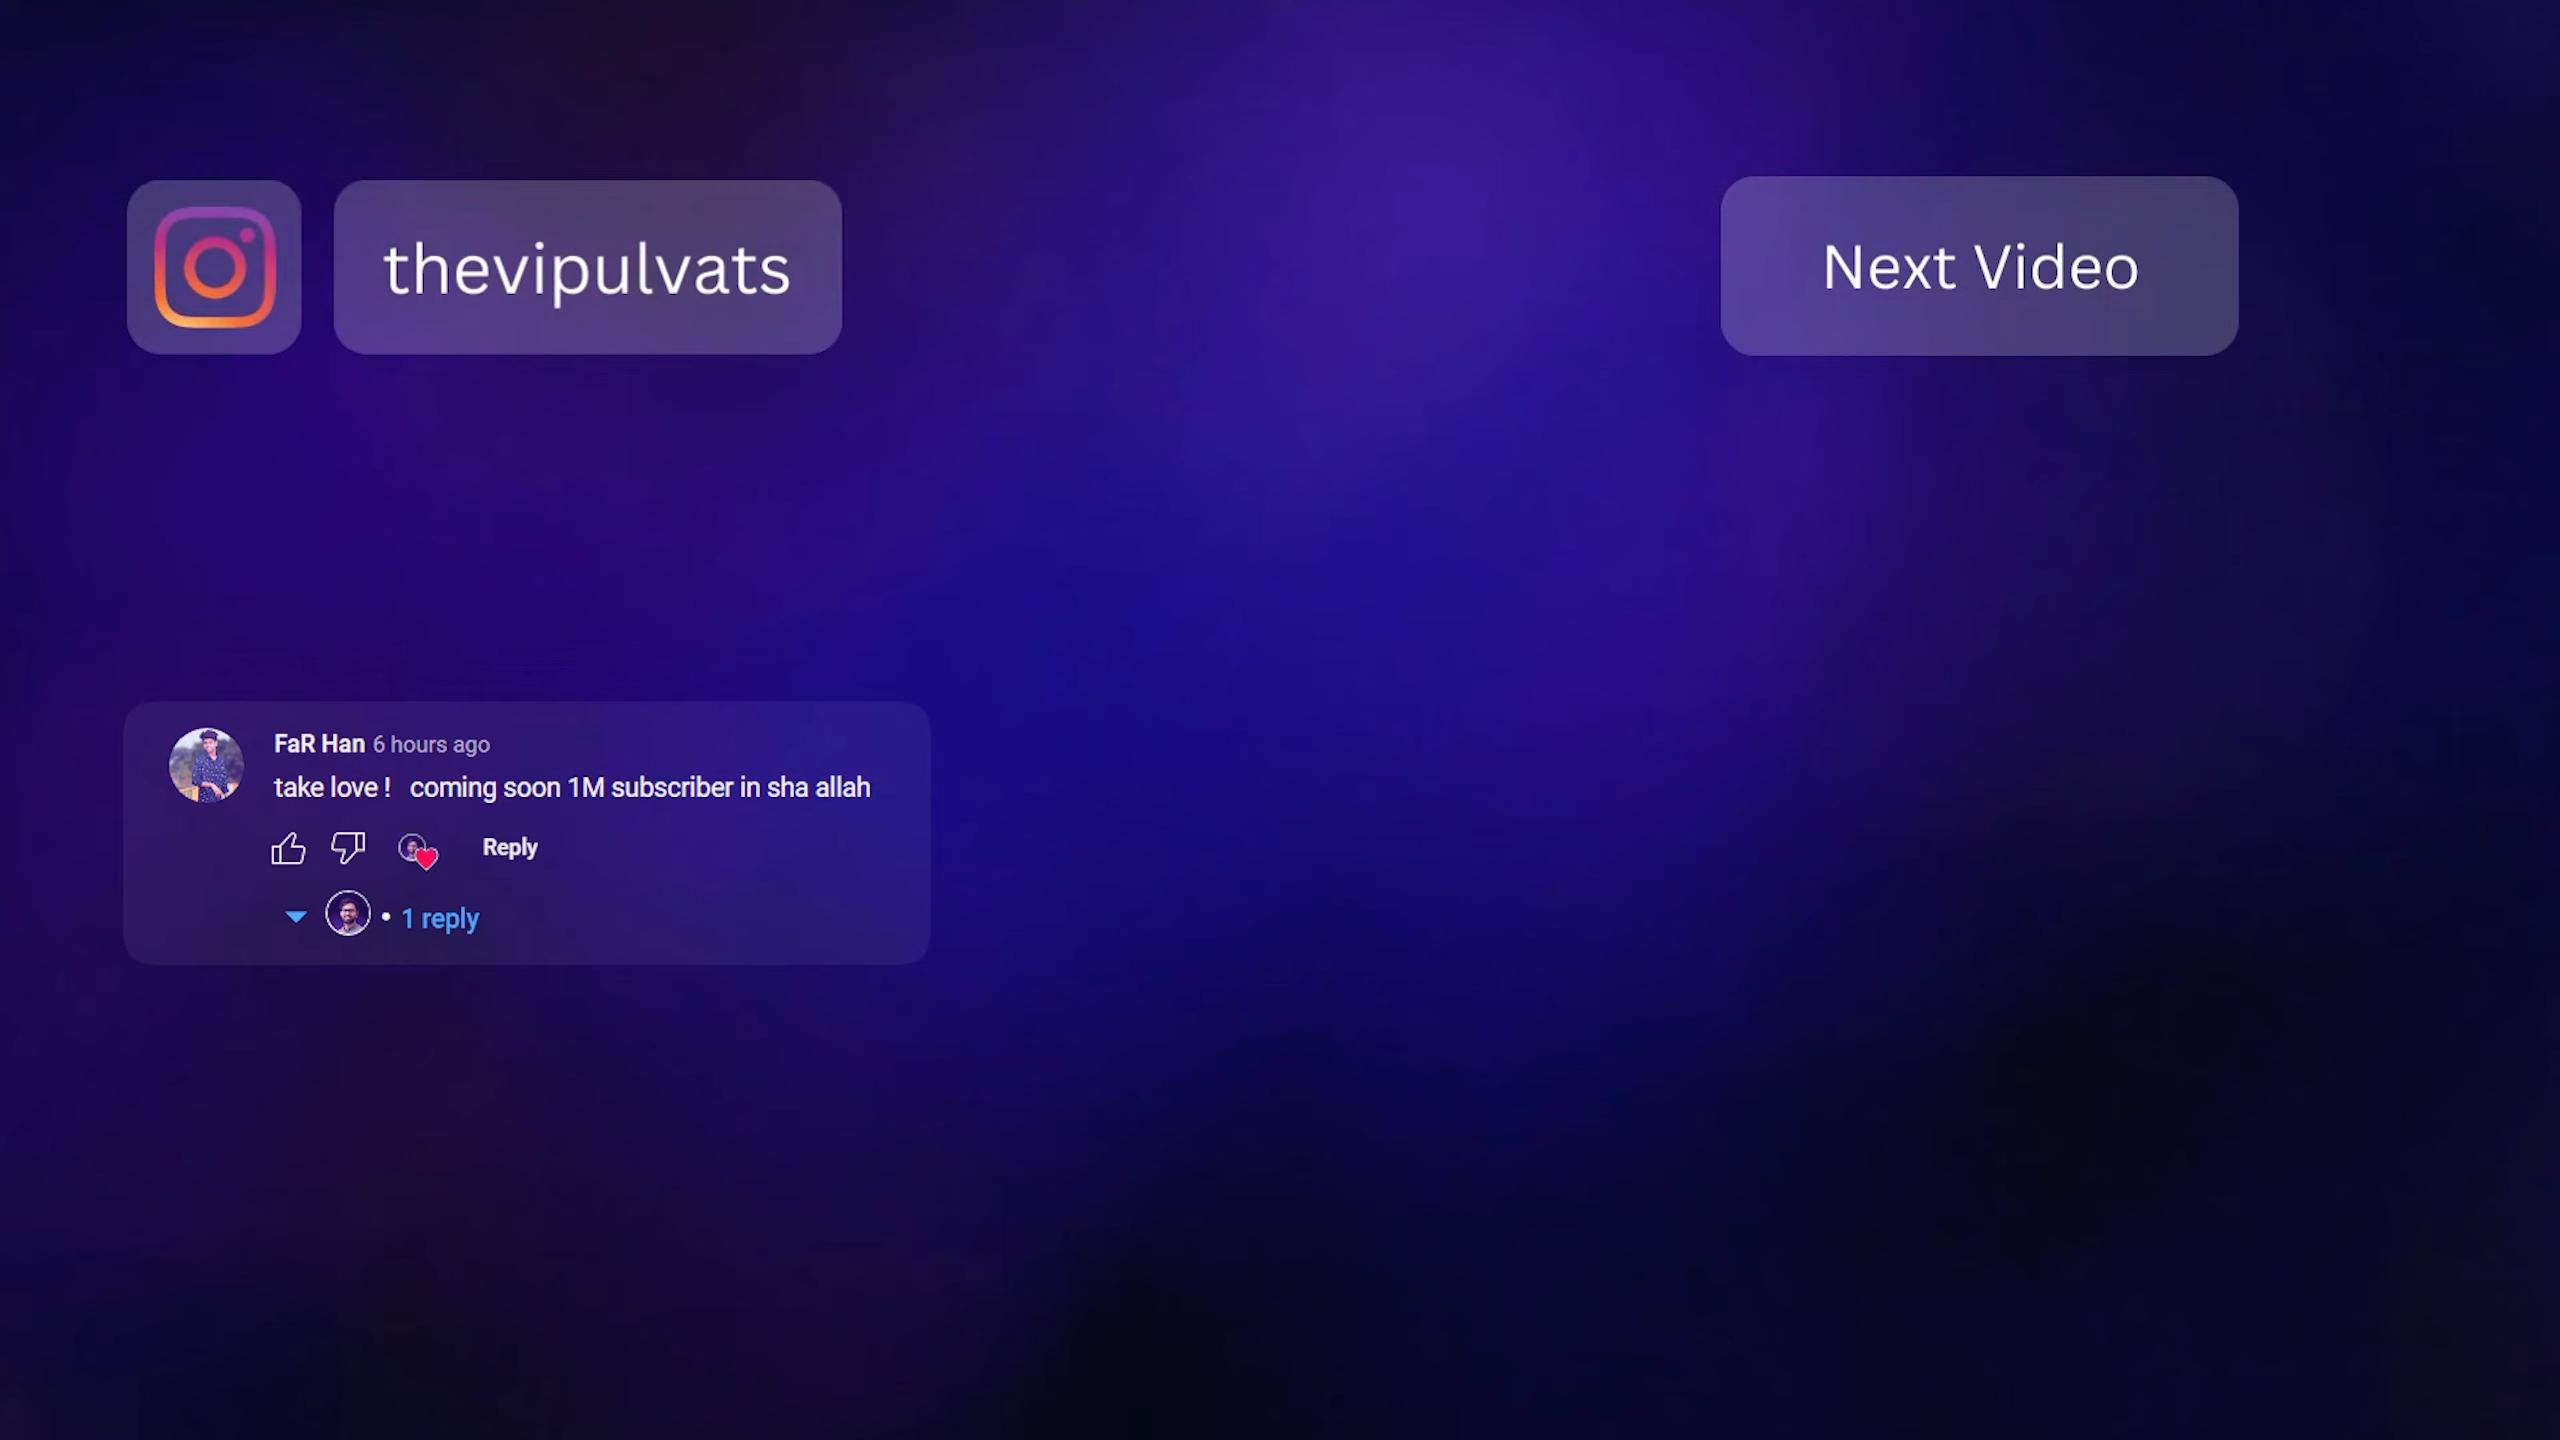 thevipulvats
Next Video
FaR Han 6 hours ago
take love !   coming soon 1M subscriber in sha allah
Reply
• 1 reply